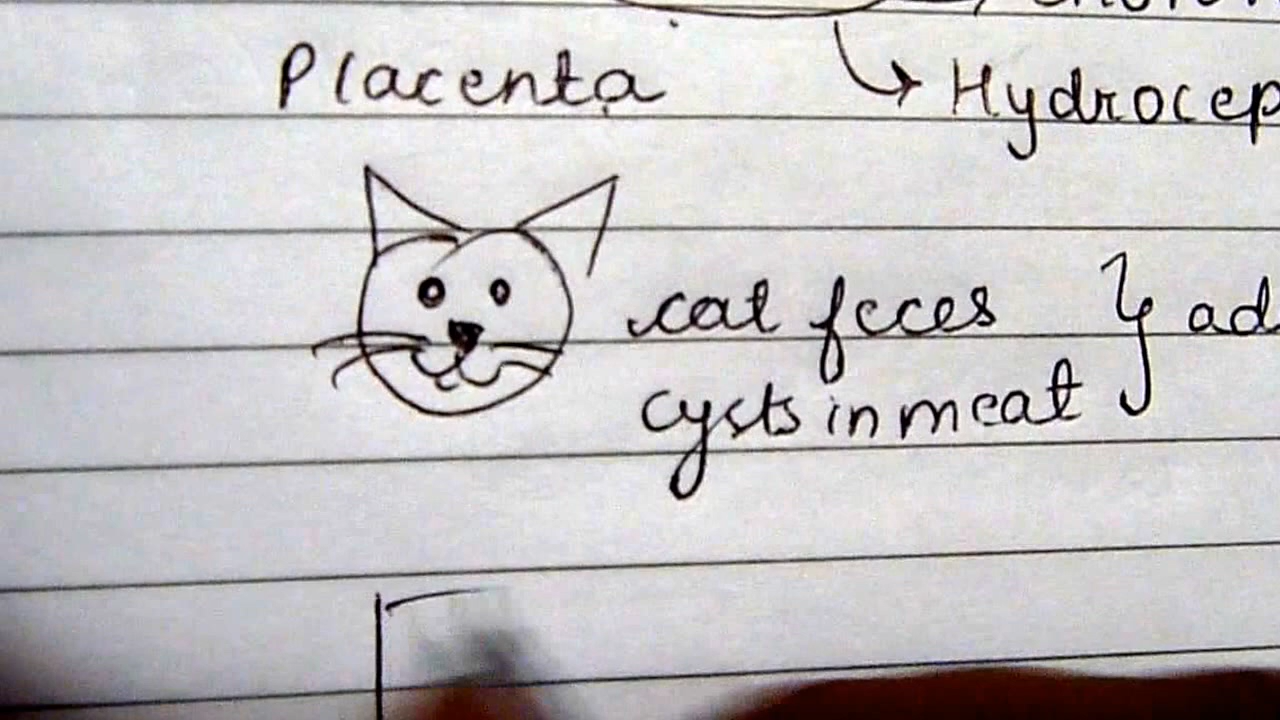 Placenta
Hydrocep
cat feces } ad
cysts in meat